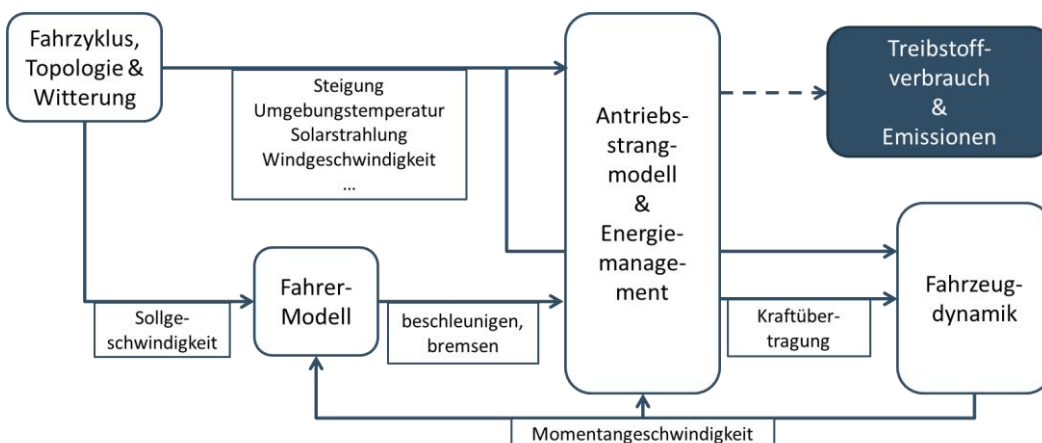 Fahrzyklus,
Topologie &
Witterung
Steigung
Umgebungstemperatur
Solarstrahlung
Windgeschwindigkeit
...
Antriebs-
strang-
modell
&
Energie-
manage-
ment
Treibstoff-
verbrauch
&
Emissionen
Sollge-
schwindigkeit
Fahrer-
Modell
beschleunigen,
bremsen
Kraftüber-
tragung
Fahrzeug-
dynamik
Momentangeschwindigkeit